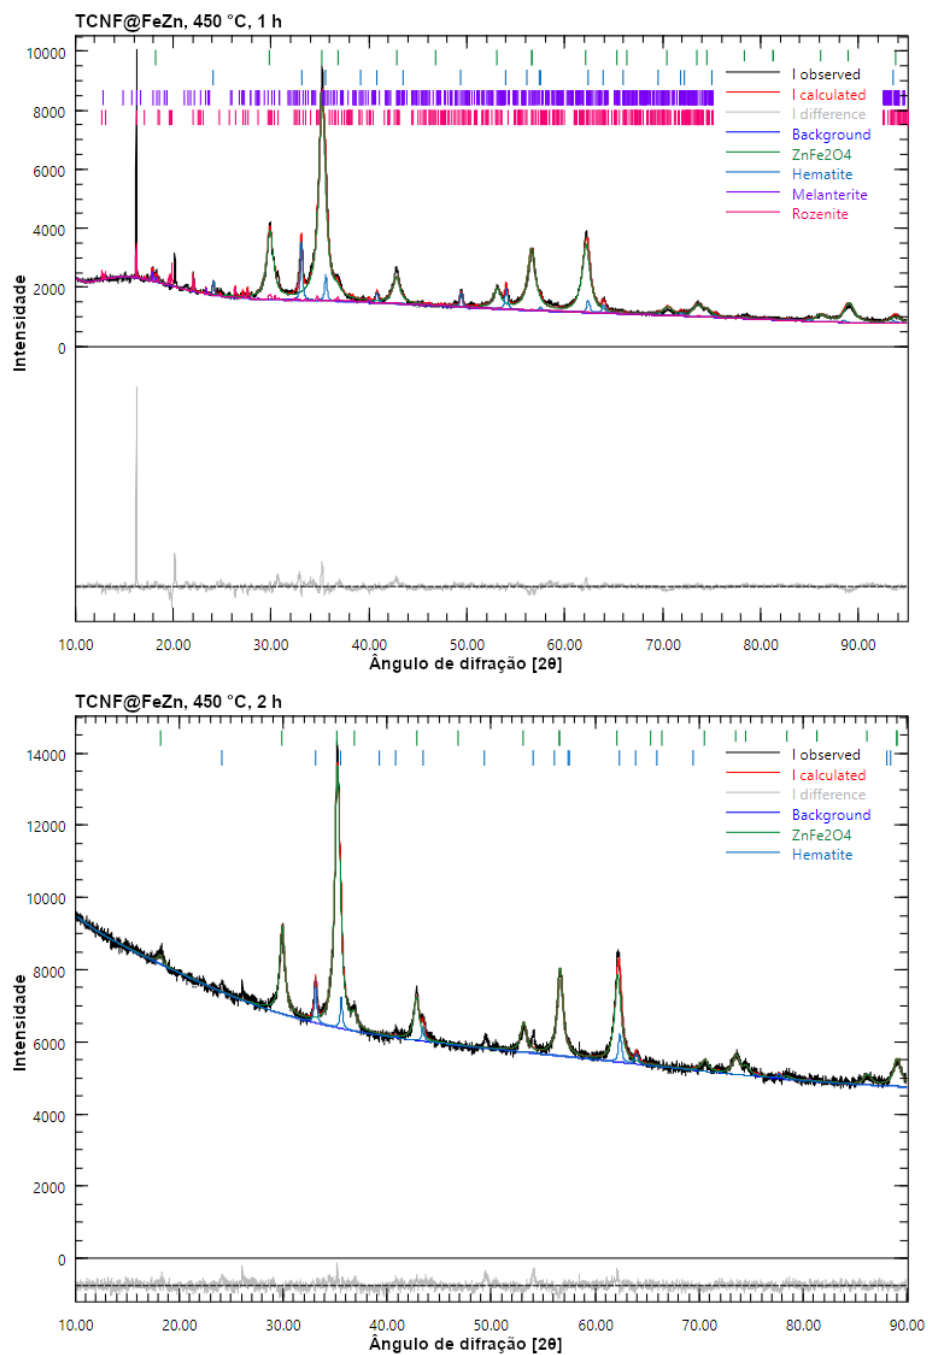 TCNF@FeZn, 450 °C, 1 h
10000
8000
6000
4000
2000
0
Intensidade
I observed
I calculated
I difference
Background
ZnFe2O4
Hematite
Melanterite
Rozenite
10.00 20.00 30.00 40.00 50.00 60.00 70.00 80.00 90.00
Ângulo de difração [2θ]
TCNF@FeZn, 450 °C, 2 h
14000
12000
10000
8000
6000
4000
2000
0
Intensidade
I observed
I calculated
I difference
Background
ZnFe2O4
Hematite
10.00 20.00 30.00 40.00 50.00 60.00 70.00 80.00 90.00
Ângulo de difração [2θ]